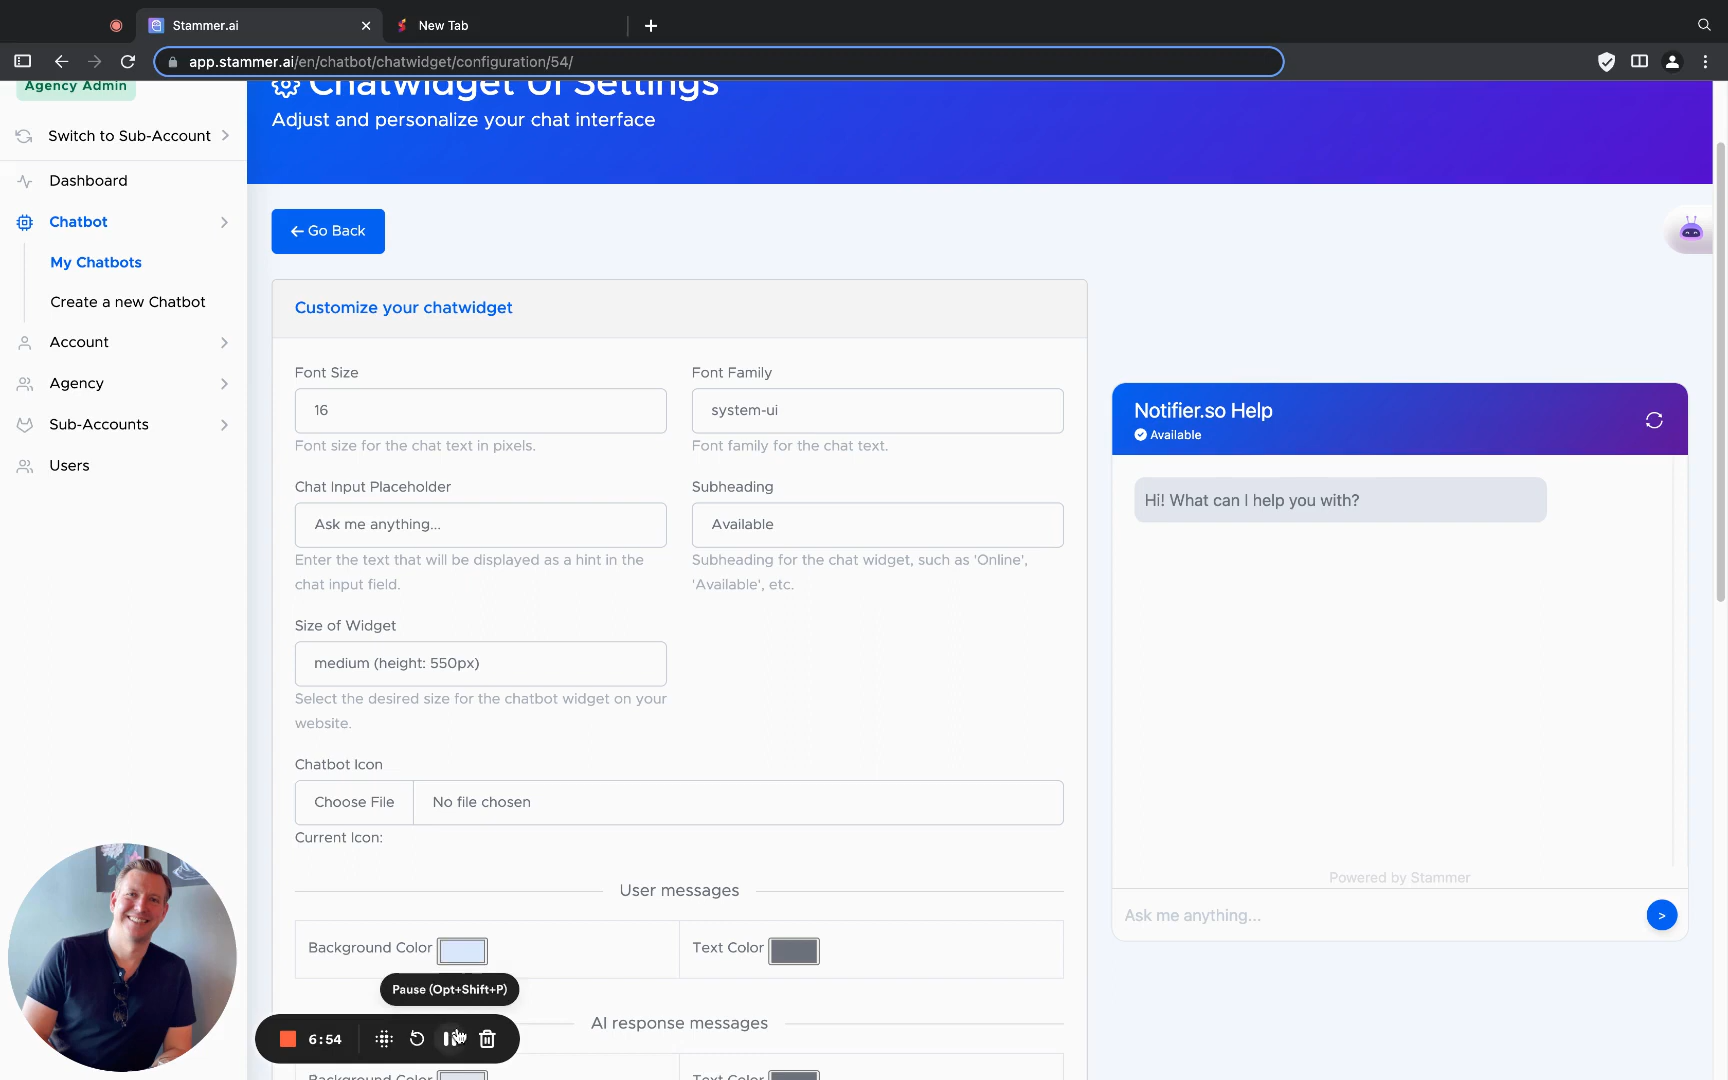 Stammer.ai
New Tab
app.stammer.ai/en/chatbot/chatwidget/configuration/54/
Agency Admin
Switch to Sub-Account
Dashboard
Chatbot
My Chatbots
Create a new Chatbot
Account
Agency
Sub-Accounts
Users
Chatwidget UI Settings
Adjust and personalize your chat interface
Go Back
Customize your chatwidget
Font Size
Font Family
16
system-ui
Font size for the chat text in pixels.
Font family for the chat text.
Chat Input Placeholder
Subheading
Ask me anything...
Available
Enter the text that will be displayed as a hint in the
chat input field.
Subheading for the chat widget, such as 'Online',
'Available', etc.
Size of Widget
medium (height: 550px)
Select the desired size for the chatbot widget on your
website.
Chatbot Icon
Choose File
No file chosen
Current Icon:
User messages
Background Color
Text Color
Pause (Opt+Shift+P)
6:54
AI response messages
Background Color
Text Color
Notifier.so Help
Available
Hi! What can I help you with?
Powered by Stammer
Ask me anything...
>